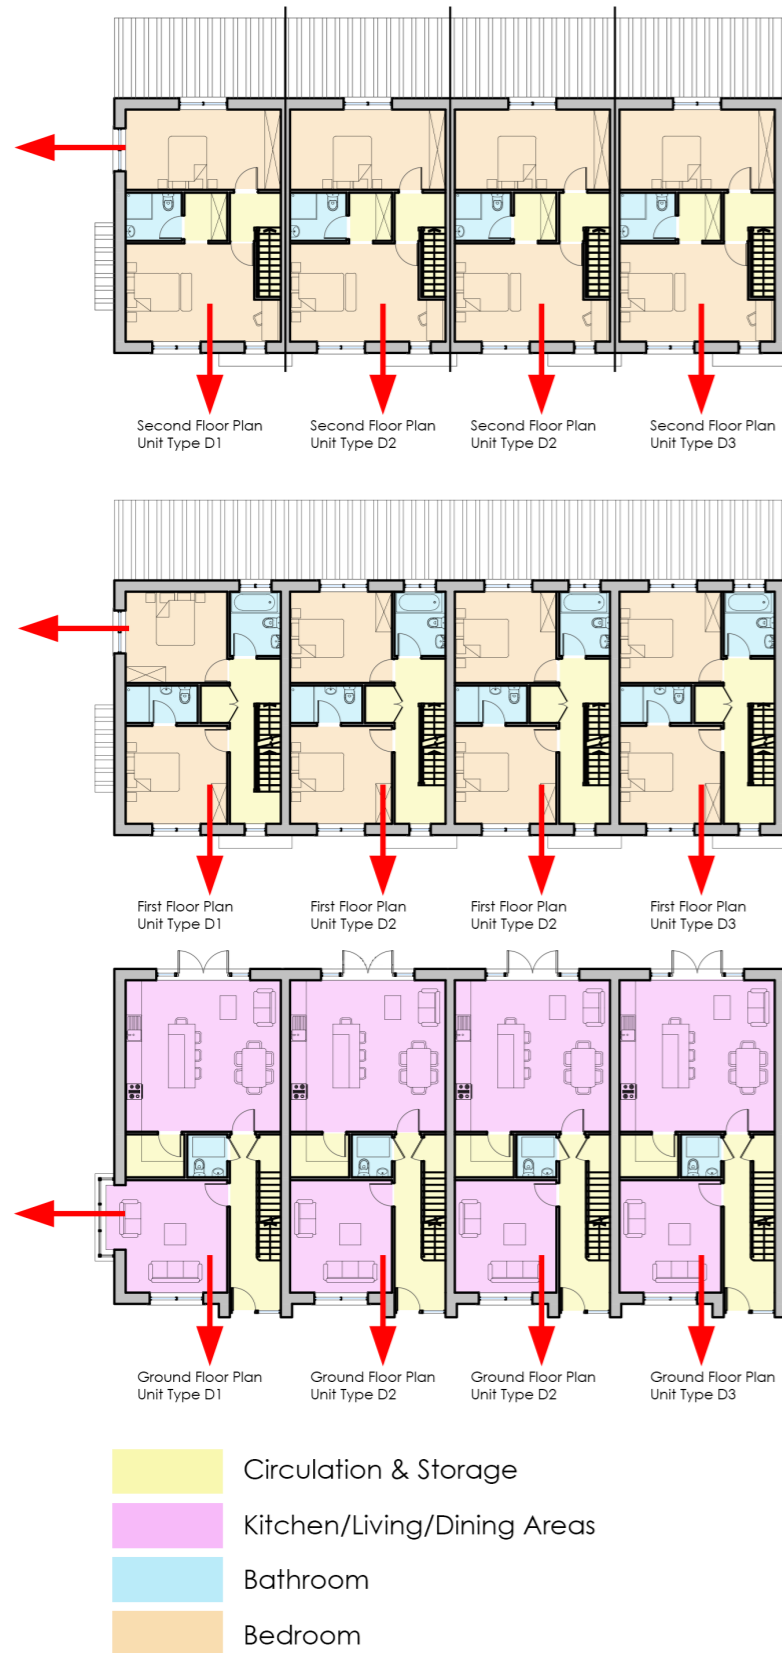 Second Floor Plan
Unit Type D1
Second Floor Plan
Unit Type D2
Second Floor Plan
Unit Type D2
Second Floor Plan
Unit Type D3
First Floor Plan
Unit Type D1
First Floor Plan
Unit Type D2
First Floor Plan
Unit Type D2
First Floor Plan
Unit Type D3
Ground Floor Plan
Unit Type D1
Ground Floor Plan
Unit Type D2
Ground Floor Plan
Unit Type D2
Ground Floor Plan
Unit Type D3
Circulation & Storage
Kitchen/Living/Dining Areas
Bathroom
Bedroom